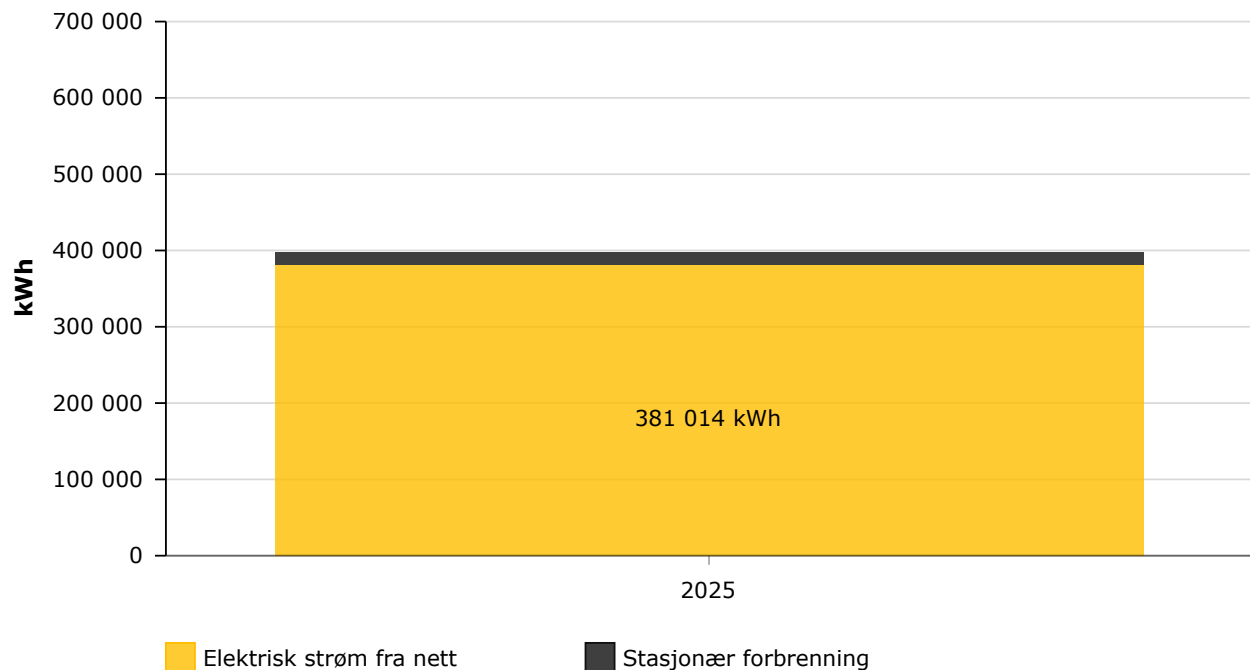 700 000
600 000
500 000
400 000
300 000
200 000
100 000
0
kWh
381 014 kWh
2025
Elektrisk strøm fra nett
Stasjonær forbrenning